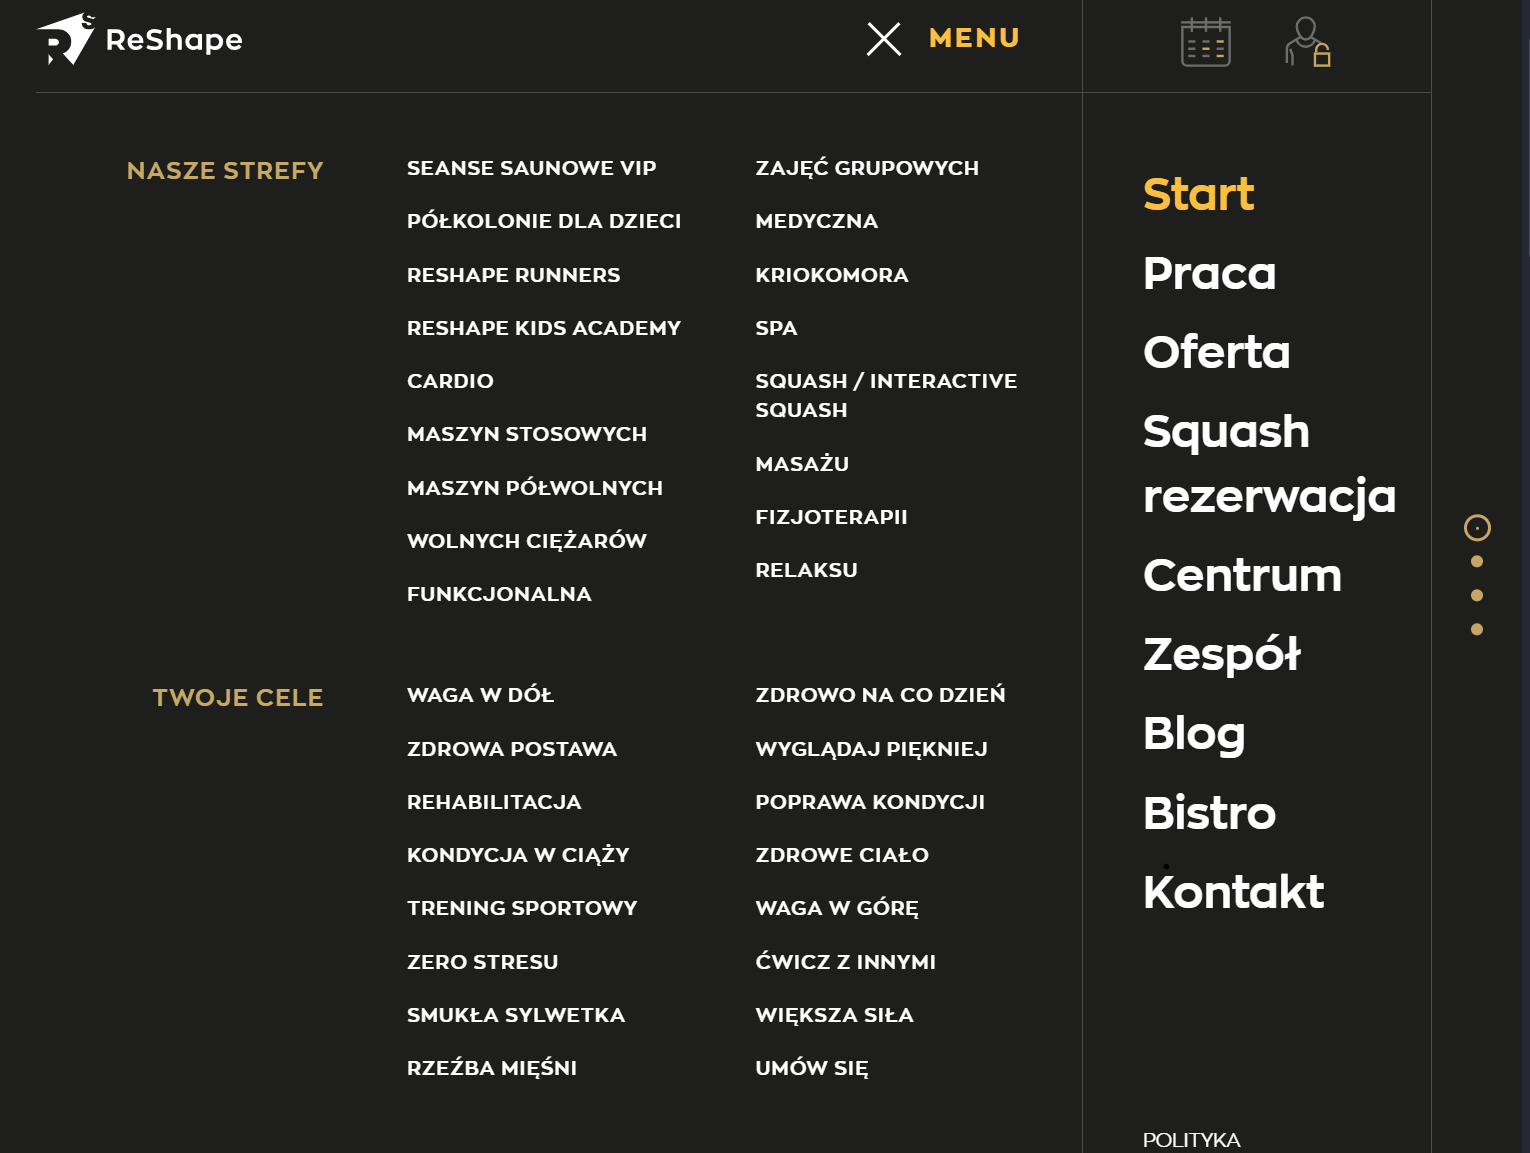 ReShape
MENU
NASZE STREFY
SEANSE SAUNOWE VIP
PÓŁKOLONIE DLA DZIECI
RESHAPE RUNNERS
RESHAPE KIDS ACADEMY
CARDIO
MASZYN STOSOWYCH
MASZYN PÓŁWOLNYCH
WOLNYCH CIĘŻARÓW
FUNKCJONALNA
ZAJĘĆ GRUPOWYCH
MEDYCZNA
KRIOKOMORA
SPA
SQUASH / INTERACTIVE
SQUASH
MASAŻU
FIZJOTERAPII
RELAKSU
TWOJE CELE
WAGA W DÓŁ
ZDROWA POSTAWA
REHABILITACJA
KONDYCJA W CIĄŻY
TRENING SPORTOWY
ZERO STRESU
SMUKŁA SYLWETKA
RZEŹBA MIĘŚNI
ZDROWO NA CO DZIEŃ
WYGLĄDAJ PIĘKNIEJ
POPRAWA KONDYCJI
ZDROWE CIAŁO
WAGA W GÓRĘ
ĆWICZ Z INNYMI
WIĘKSZA SIŁA
UMÓW SIĘ
Start
Praca
Oferta
Squash
rezerwacja
Centrum
Zespół
Blog
Bistro
Kontakt
POLITYKA